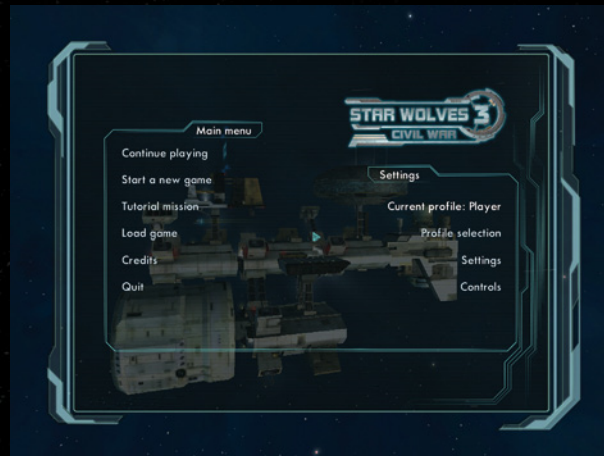 STAR WOLVES 3
CIVIL WAR
Main menu
Continue playing
Start a new game
Tutorial mission
Load game
Credits
Quit
Settings
Current profile: Player
Profile selection
Settings
Controls